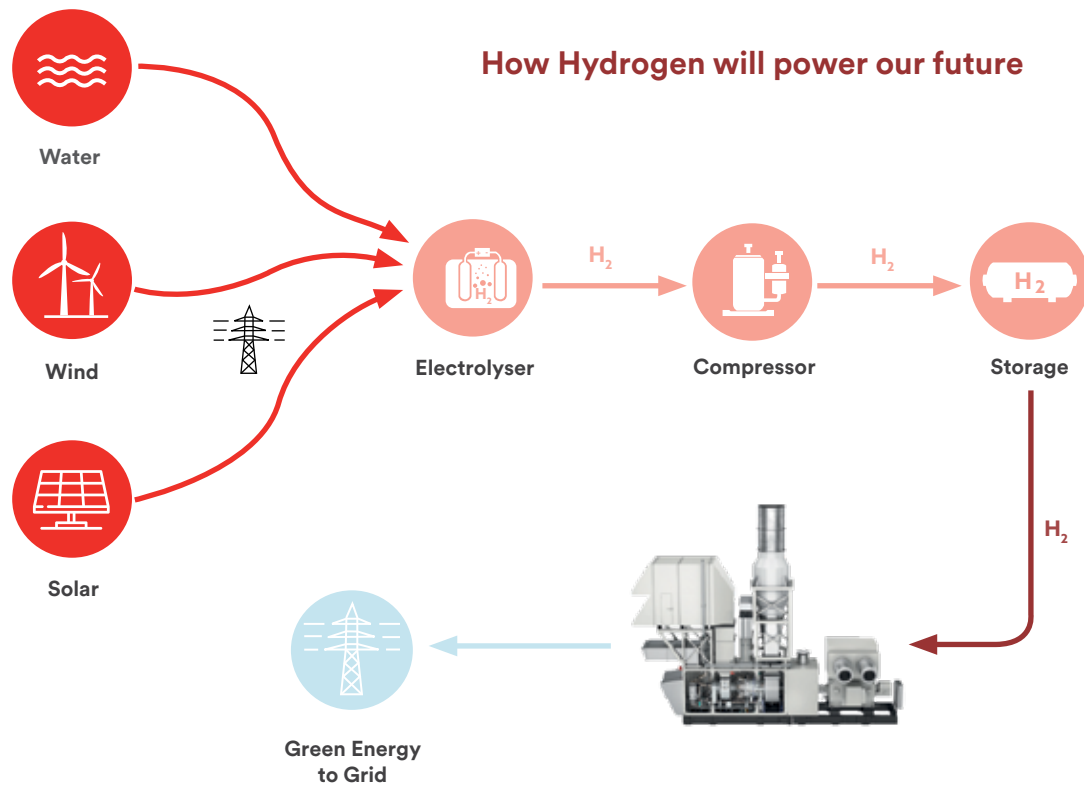 How Hydrogen will power our future
Water
Wind
Solar
H₂
Electrolyser
H₂
Compressor
H₂
H₂
Storage
H₂
Green Energy
to Grid